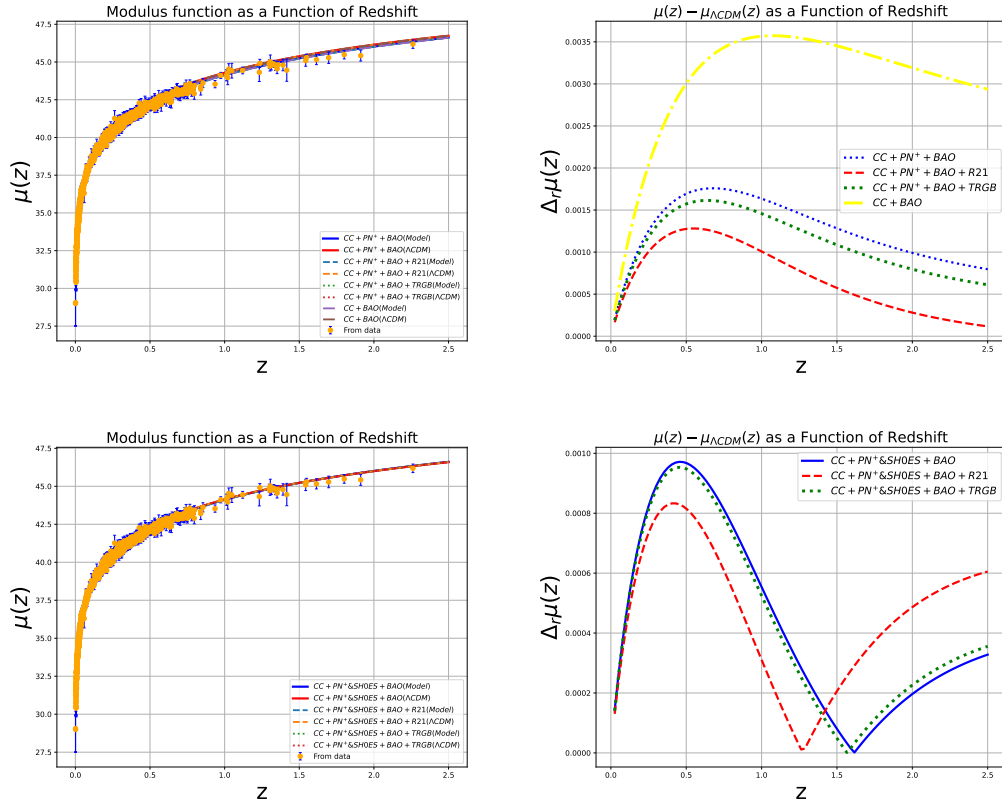 Modulus function as a Function of Redshift
47.5
45.0
42.5
40.0
37.5
35.0
32.5
30.0
27.5
μ(z)
CC + PN⁺ + BAO(Model)
CC + PN⁺ + BAO(ΛCDM)
CC + PN⁺ + BAO + R21(Model)
CC + PN⁺ + BAO + R21(ΛCDM)
CC + PN⁺ + BAO + TRGB(Model)
CC + PN⁺ + BAO + TRGB(ΛCDM)
CC + BAO(Model)
CC + BAO(ΛCDM)
From data
0.0 0.5 1.0 1.5 2.0 2.5
z
μ(z) − μΛCDM(z) as a Function of Redshift
0.0035
0.0030
0.0025
0.0020
0.0015
0.0010
0.0005
0.0000
Δᵣμ(z)
CC + PN⁺ + BAO
CC + PN⁺ + BAO + R21
CC + PN⁺ + BAO + TRGB
CC + BAO
0.0 0.5 1.0 1.5 2.0 2.5
z
Modulus function as a Function of Redshift
47.5
45.0
42.5
40.0
37.5
35.0
32.5
30.0
27.5
μ(z)
CC + PN⁺&SH0ES + BAO(Model)
CC + PN⁺&SH0ES + BAO(ΛCDM)
CC + PN⁺&SH0ES + BAO + R21(Model)
CC + PN⁺&SH0ES + BAO + R21(ΛCDM)
CC + PN⁺&SH0ES + BAO + TRGB(Model)
CC + PN⁺&SH0ES + BAO + TRGB(ΛCDM)
From data
0.0 0.5 1.0 1.5 2.0 2.5
z
μ(z) − μΛCDM(z) as a Function of Redshift
0.0010
0.0008
0.0006
0.0004
0.0002
0.0000
Δᵣμ(z)
CC + PN⁺&SH0ES + BAO
CC + PN⁺&SH0ES + BAO + R21
CC + PN⁺&SH0ES + BAO + TRGB
0.0 0.5 1.0 1.5 2.0 2.5
z